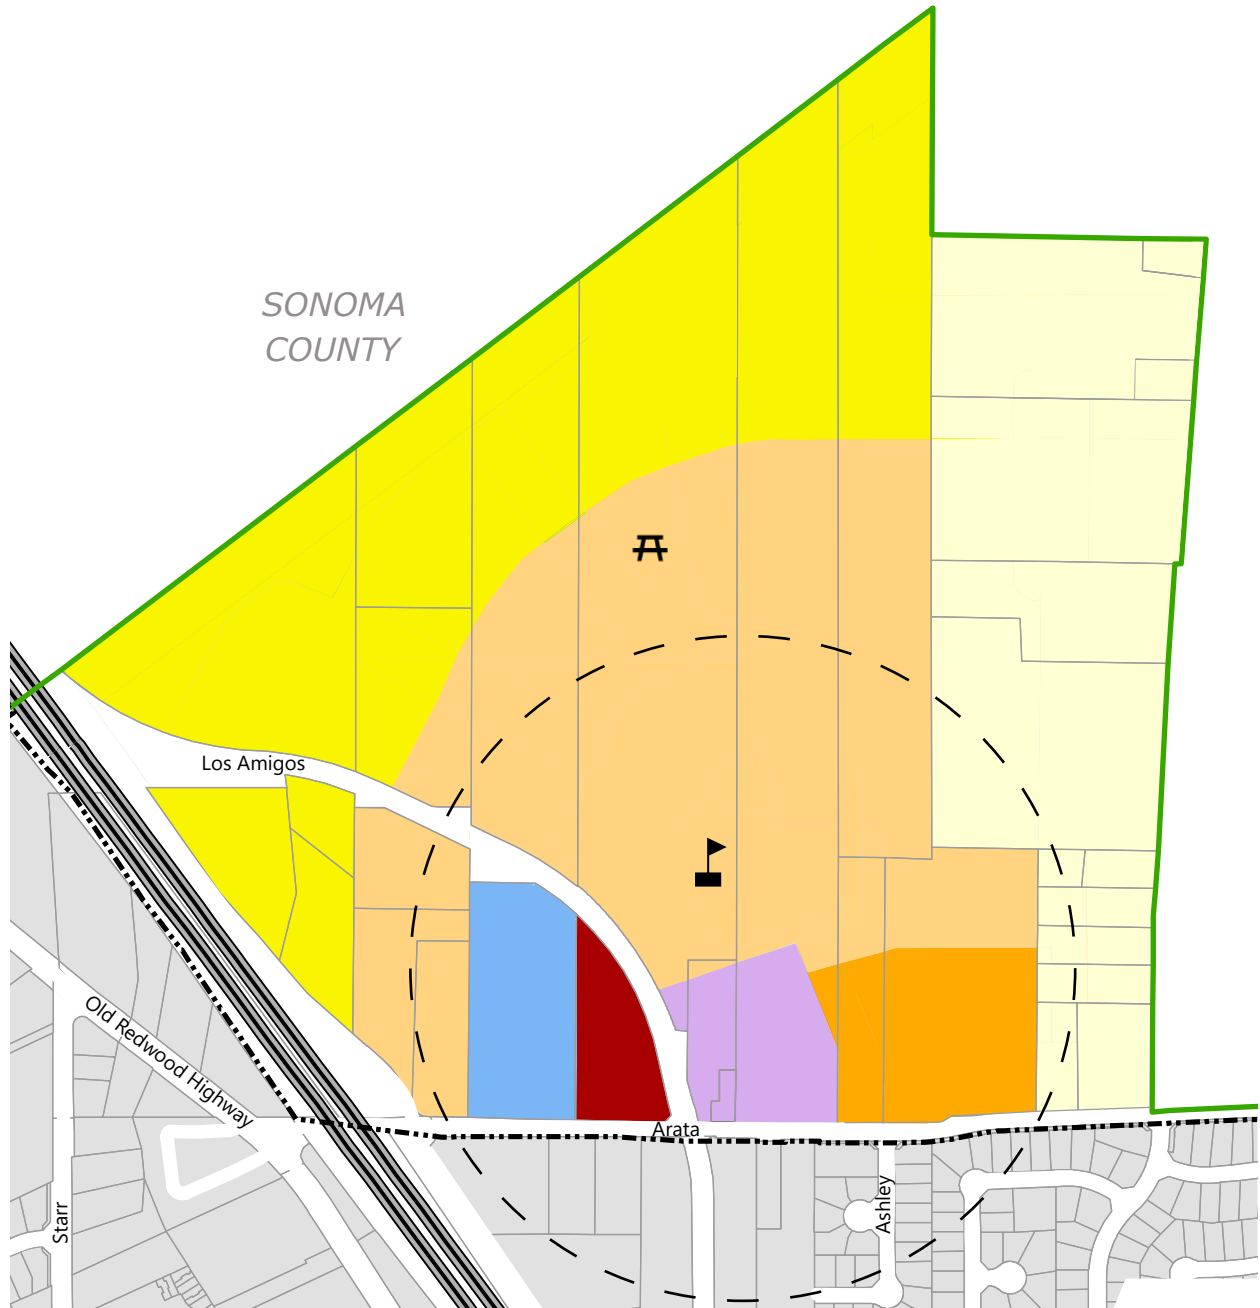 SONOMA
COUNTY
Los Amigos
Old Redwood Highway
Arata
Starr
Ashley